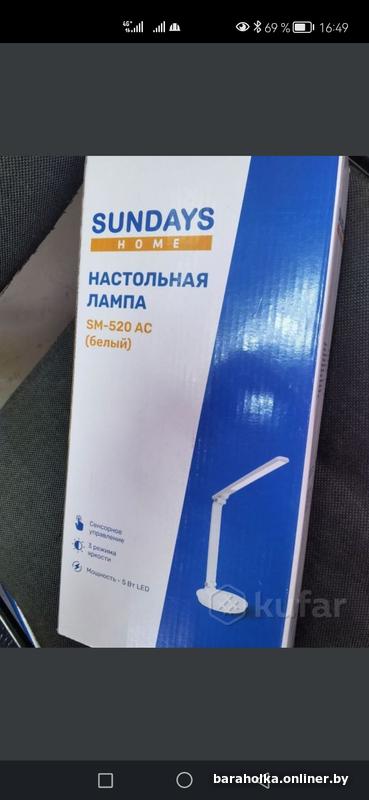 4G+
69 %
16:49
SUNDAYS
HOME
НАСТОЛЬНАЯ
ЛАМПА
SM-520 AC
(белый)
Сенсорное
управление
3 режима
яркости
Мощность - 5 Вт LED
kufar
baraholka.onliner.by